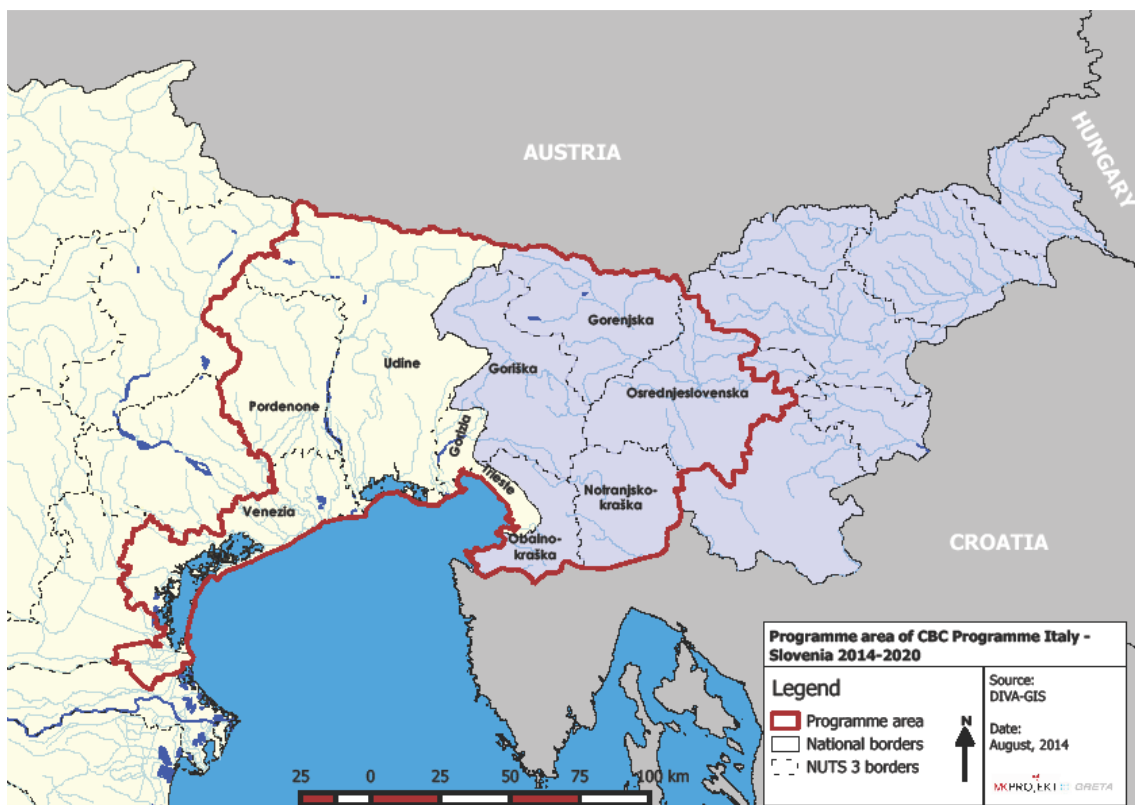 AUSTRIA
HUNGARY
Gorenjska
Udine
Goriška
Osrednjeslovenska
Pordenone
Gorizia
Trieste
Notranjsko-
kraška
Venezia
Obalno-
kraška
CROATIA
Programme area of CBC Programme Italy -
Slovenia 2014-2020
Legend
Programme area
National borders
NUTS 3 borders
Source:
DIVA-GIS
Date:
August, 2014
N
MKPROJEKT
GRETA
25 0 25 50 75 100 km